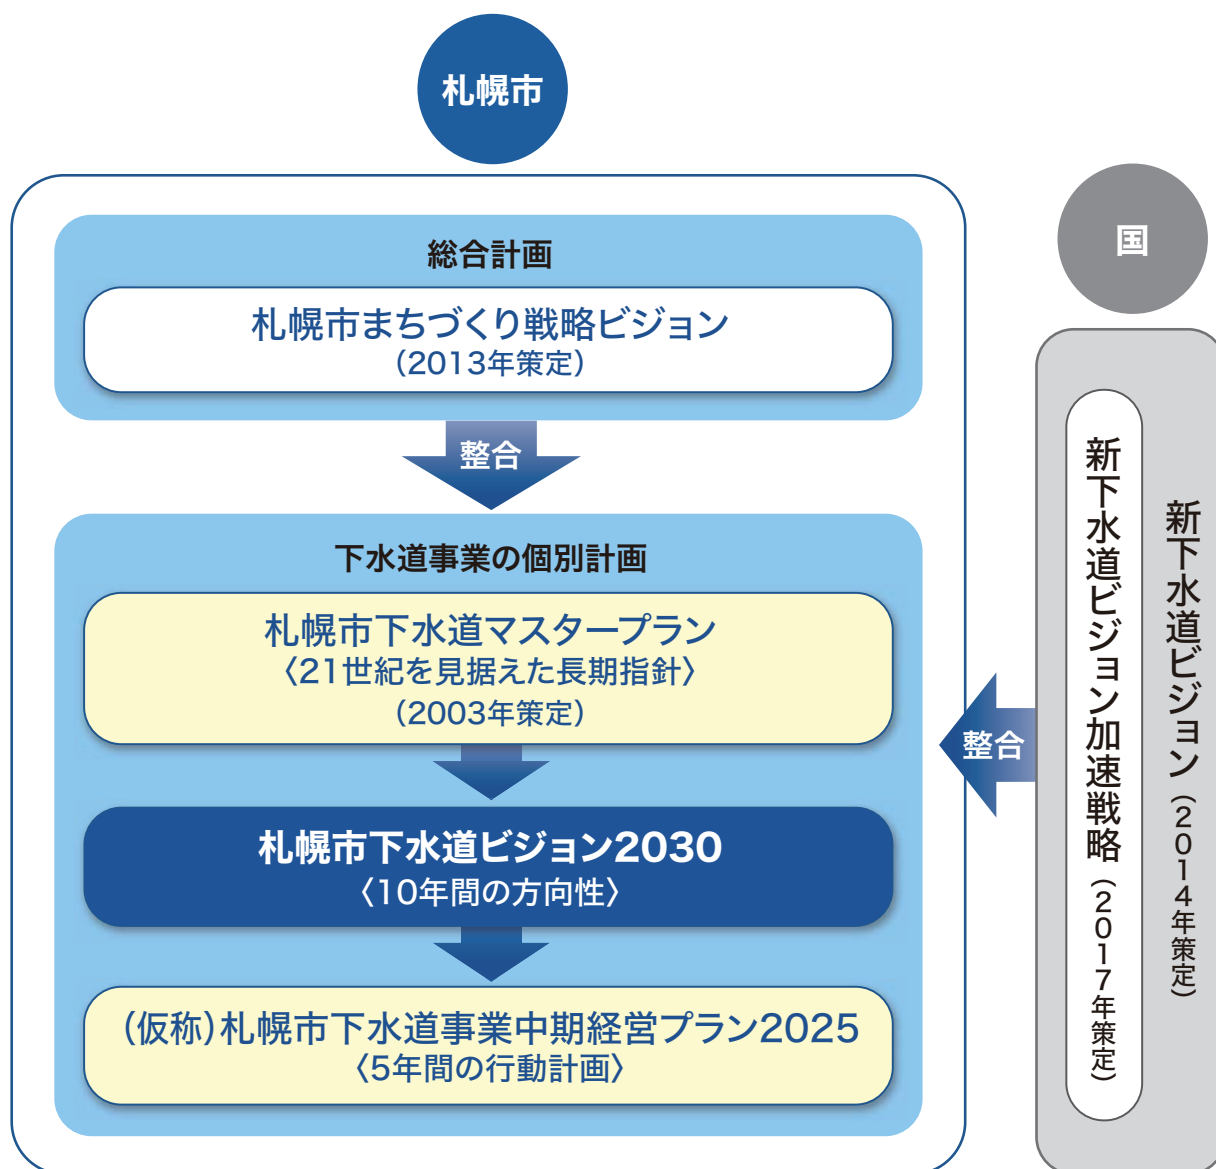 札幌市
総合計画
札幌市まちづくり戦略ビジョン
（2013年策定）
整合
下水道事業の個別計画
札幌市下水道マスタープラン
〈21世紀を見据えた長期指針〉
（2003年策定）
札幌市下水道ビジョン2030
〈10年間の方向性〉
（仮称）札幌市下水道事業中期経営プラン2025
〈5年間の行動計画〉
整合
国
新下水道ビジョン（2014年策定）
新下水道ビジョン加速戦略（2017年策定）